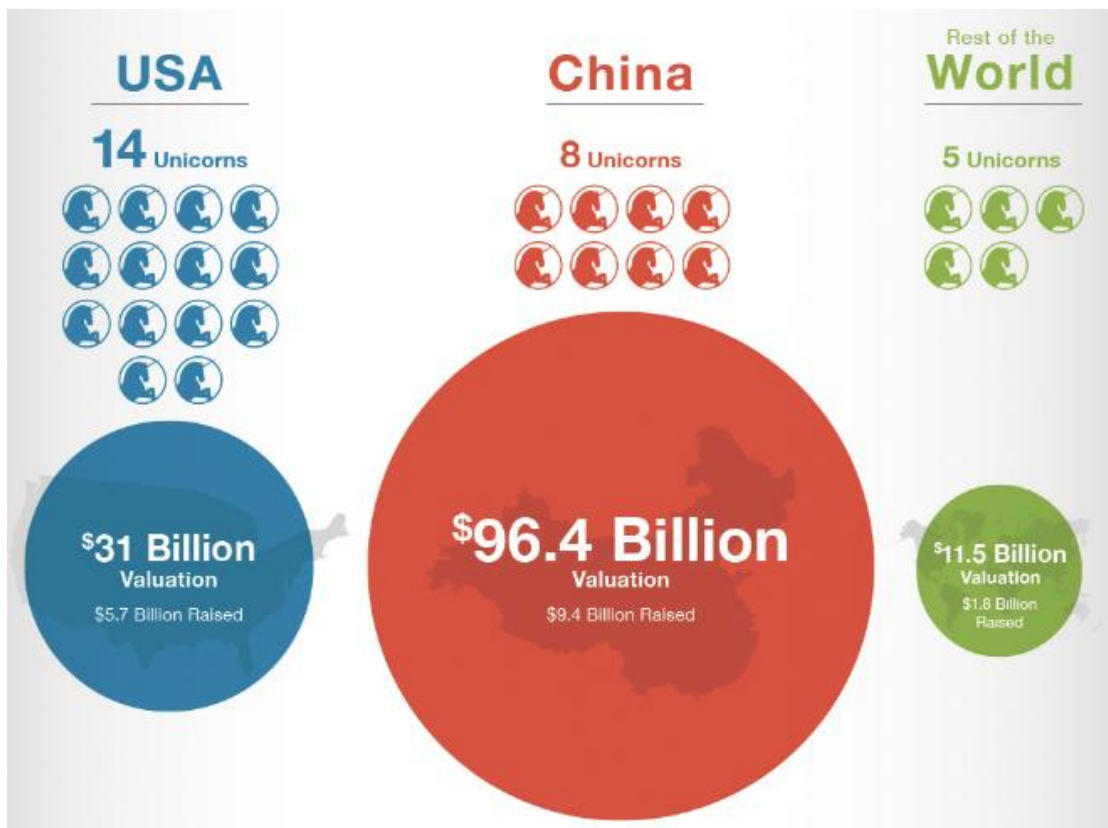 USA
14 Unicorns
$31 Billion
Valuation
$5.7 Billion Raised
China
8 Unicorns
$96.4 Billion
Valuation
$9.4 Billion Raised
Rest of the
World
5 Unicorns
$11.5 Billion
Valuation
$1.8 Billion
Raised